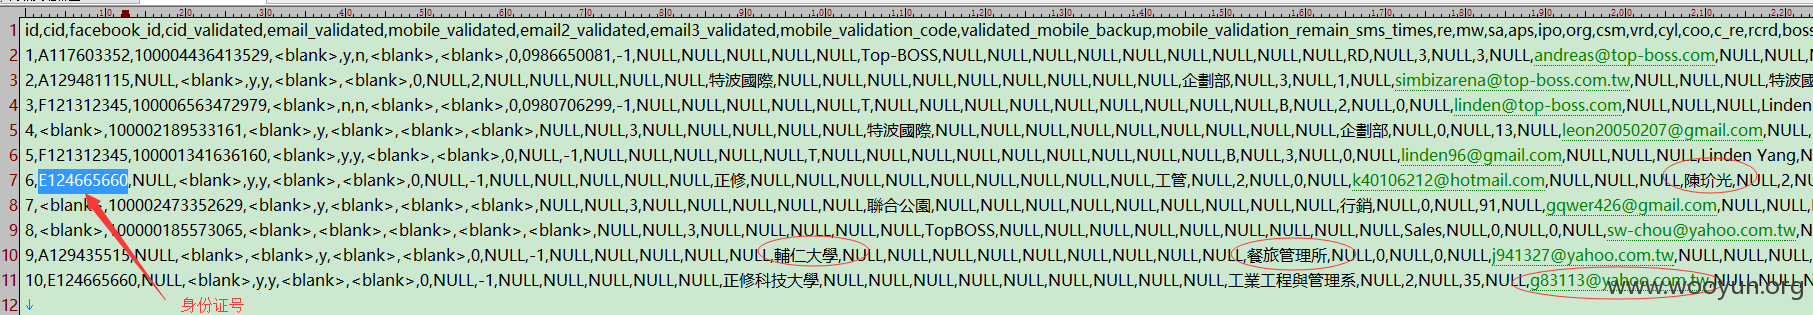 id,cid,facebook_id,cid_validated,email_validated,mobile_validated,email2_validated,email3_validated,mobile_validation_code,validated_mobile_backup,mobile_validation_remain_sms_times,re,mw,sa,aps,ipo,org,csm,vrd,cyl,coo,c_re,rcrd,boss
1,A117603352,100004436413529,<blank>,y,n,<blank>,<blank>,0,0986650081,-1,NULL,NULL,NULL,NULL,Top-BOSS,NULL,NULL,NULL,NULL,NULL,NULL,NULL,NULL,RD,NULL,3,NULL,3,NULL,andreas@top-boss.com,NULL,NULL,N
2,A129481115,NULL,<blank>,y,y,<blank>,<blank>,0,NULL,2,NULL,NULL,NULL,NULL,特波國際,NULL,NULL,NULL,NULL,NULL,NULL,NULL,NULL,企劃部,NULL,3,NULL,1,NULL,simbizarena@top-boss.com.tw,NULL,NULL,NULL,特波國
3,F121312345,100006563472979,<blank>,n,n,<blank>,<blank>,0,0980706299,-1,NULL,NULL,NULL,NULL,T,NULL,NULL,NULL,NULL,NULL,NULL,NULL,NULL,B,NULL,2,NULL,0,NULL,linden@top-boss.com,NULL,NULL,NULL,Linden
4,<blank>,100002189533161,<blank>,y,<blank>,<blank>,<blank>,<blank>,NULL,NULL,3,NULL,NULL,NULL,NULL,特波國際,NULL,NULL,NULL,NULL,NULL,NULL,NULL,NULL,企劃部,NULL,0,NULL,13,NULL,leon20050207@gmail.com,NULL,NULL,
5,F121312345,100001341636160,<blank>,y,y,<blank>,<blank>,0,NULL,-1,NULL,NULL,NULL,NULL,T,NULL,NULL,NULL,NULL,NULL,NULL,NULL,NULL,B,NULL,3,NULL,0,NULL,linden96@gmail.com,NULL,NULL,NULL,Linden Yang,N
6,E124665660,NULL,<blank>,y,y,<blank>,<blank>,0,NULL,-1,NULL,NULL,NULL,NULL,正修,NULL,NULL,NULL,NULL,NULL,NULL,NULL,NULL,工管,NULL,2,NULL,0,NULL,k40106212@hotmail.com,NULL,NULL,NULL,陳玠光,NULL,2,NUL
7,<blank>,100002473352629,<blank>,y,<blank>,<blank>,<blank>,<blank>,NULL,NULL,3,NULL,NULL,NULL,NULL,聯合公園,NULL,NULL,NULL,NULL,NULL,NULL,NULL,NULL,行銷,NULL,0,NULL,91,NULL,gqwer426@gmail.com,NULL,NULL,N
8,<blank>,100000185573065,<blank>,<blank>,<blank>,<blank>,<blank>,<blank>,NULL,NULL,3,NULL,NULL,NULL,NULL,TopBOSS,NULL,NULL,NULL,NULL,NULL,NULL,NULL,NULL,Sales,NULL,0,NULL,0,NULL,sw-chou@yahoo.com.tw,N
9,A129435515,NULL,<blank>,<blank>,y,<blank>,<blank>,0,NULL,-1,NULL,NULL,NULL,NULL,輔仁大學,NULL,NULL,NULL,NULL,NULL,NULL,NULL,NULL,餐旅管理所,NULL,0,NULL,0,NULL,j941327@yahoo.com.tw,NULL,NULL,NULL,
10,E124665660,NULL,<blank>,y,y,<blank>,<blank>,0,NULL,-1,NULL,NULL,NULL,NULL,正修科技大學,NULL,NULL,NULL,NULL,NULL,NULL,NULL,NULL,工業工程與管理系,NULL,2,NULL,35,NULL,g83113@yahoo.com.tw,NULL,NULL,
身份证号
www.wooyun.org